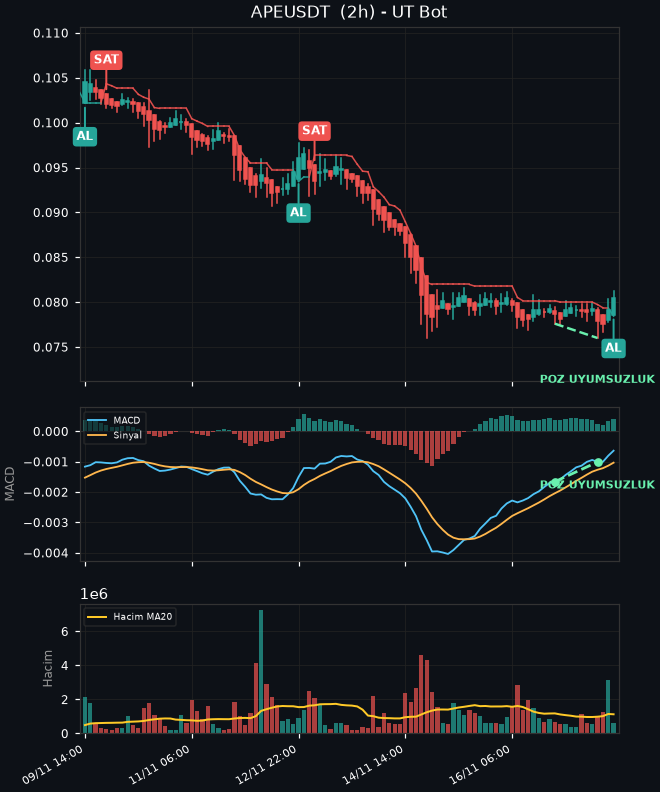 APEUSDT (2h) - UT Bot
0.110
SAT
0.105
AL
0.100
SAT
0.095
AL
0.090
0.085
0.080
AL
0.075
POZ UYUMSUZLUK
MACD
Sinyal
0.000
−0.001
−0.002
−0.003
−0.004
MACD
POZ UYUMSUZLUK
1e6
Hacim MA20
6
4
2
0
Hacim
09/11 14:00
11/11 06:00
12/11 22:00
14/11 14:00
16/11 06:00